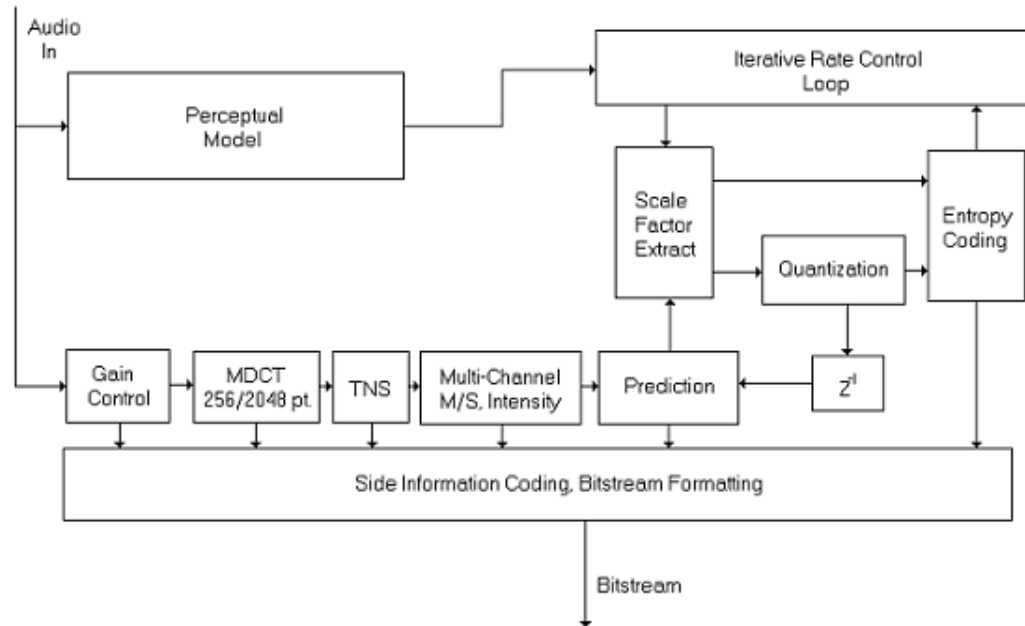 Audio
In
Perceptual
Model
Iterative Rate Control
Loop
Scale
Factor
Extract
Entropy
Coding
Quantization
Gain
Control
MDCT
256/2048 pt.
TNS
Multi-Channel
M/S, Intensity
Prediction
Z⁻¹
Side Information Coding, Bitstream Formatting
Bitstream